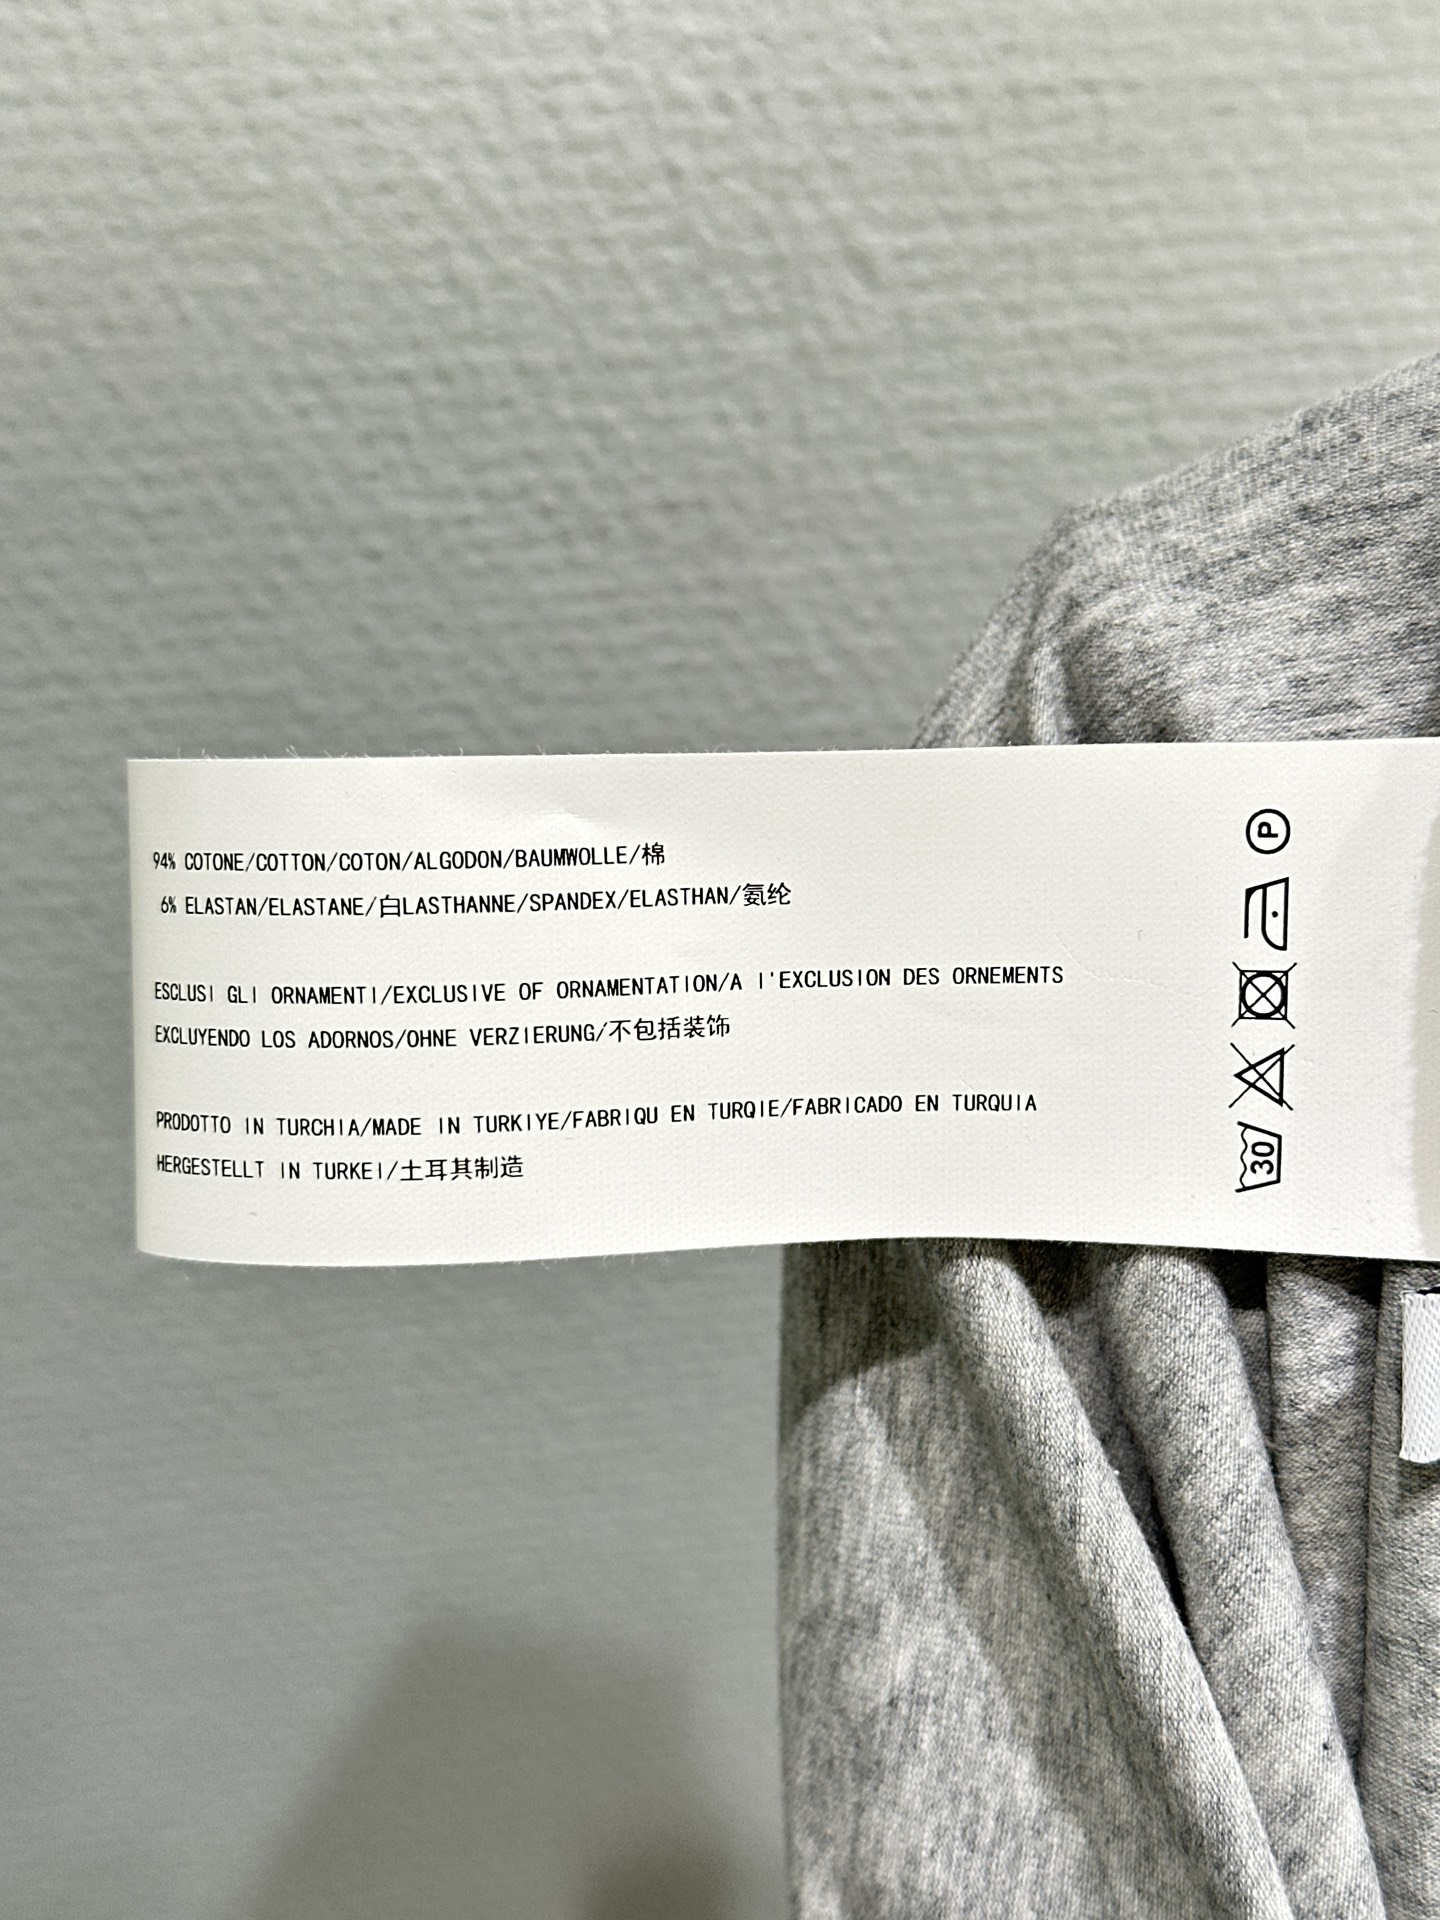 94% COTONE/COTTON/COTON/ALGODON/BAUMWOLLE/棉
6% ELASTAN/ELASTANE/白LASTHANNE/SPANDEX/ELASTHAN/氨纶
ESCLUSI GLI ORNAMENTI/EXCLUSIVE OF ORNAMENTATION/A l'EXCLUSION DES ORNEMENTS
EXCLUYENDO LOS ADORNOS/OHNE VERZIERUNG/不包括装饰
PRODOTTO IN TURCHIA/MADE IN TURKIYE/FABRIQU EN TURQIE/FABRICADO EN TURQUIA
HERGESTELLT IN TURKEI/土耳其制造
P
30